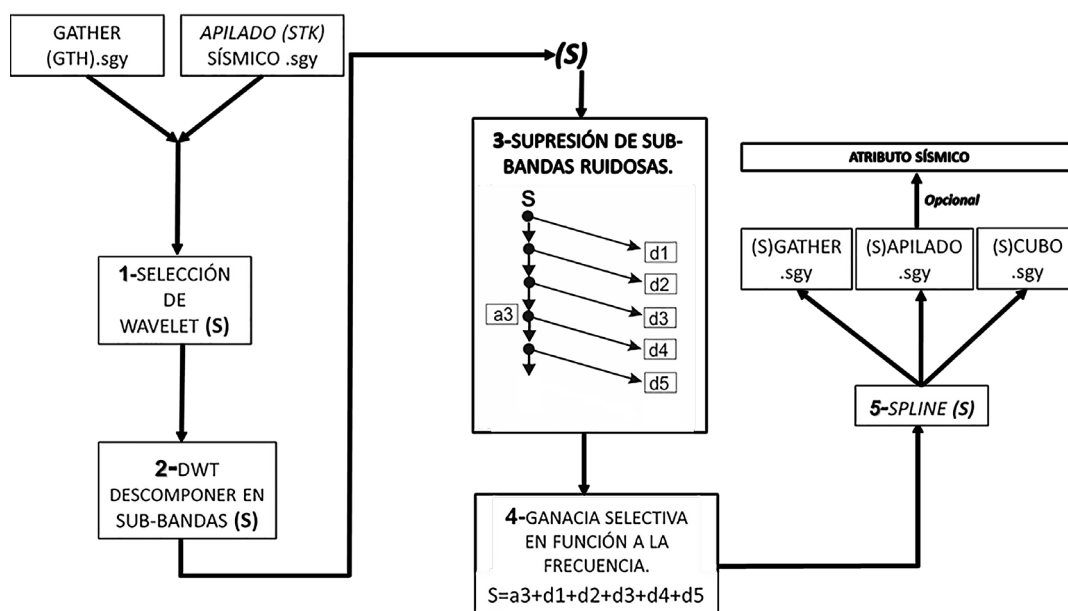 GATHER
(GTH).sgy
APILADO (STK)
SÍSMICO .sgy
1-SELECCIÓN
DE
WAVELET (S)
2-DWT
DESCOMPONER EN
SUB-BANDAS (S)
(S)
3-SUPRESIÓN DE SUB-
BANDAS RUIDOSAS.
S
d1
d2
d3
a3
d4
d5
4-GANACIA SELECTIVA
EN FUNCIÓN A LA
FRECUENCIA.
S=a3+d1+d2+d3+d4+d5
ATRIBUTO SÍSMICO
Opcional
(S)GATHER
.sgy
(S)APILADO
.sgy
(S)CUBO
.sgy
5-SPLINE (S)